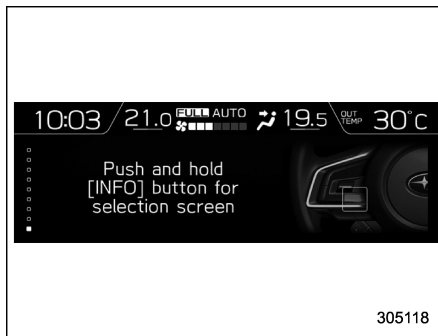 10:03 21.0 FULL AUTO 19.5 OUT TEMP 30°C
Push and hold
[INFO] button for
selection screen
305118